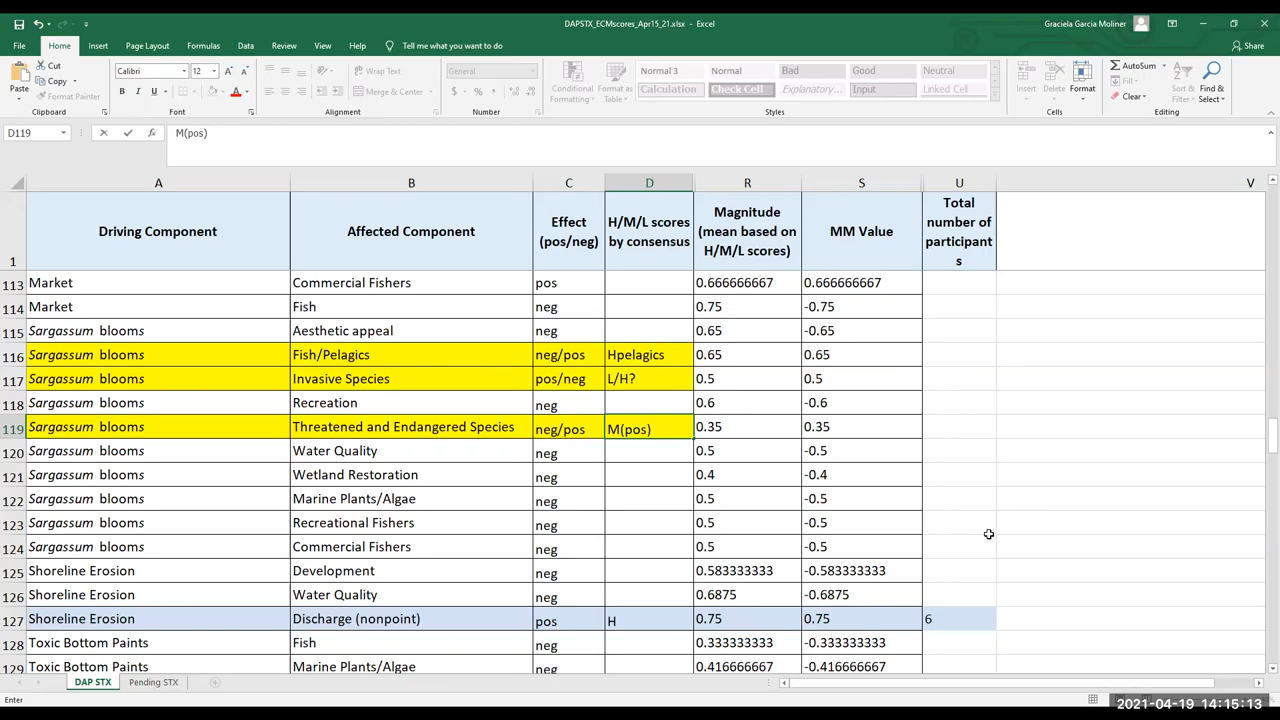 DAPSTX_ECMscores_Apr15_21.xlsx - Excel
Graciela Garcia Moliner
File Home Insert Page Layout Formulas Data Review View Help Tell me what you want to do
Share
Paste
Cut
Copy
Format Painter
Clipboard
Calibri 12
B I U
Font
Wrap Text
Merge & Center
Alignment
General
$ % ,
Number
Conditional Formatting
Format as Table
Normal 3 Normal Bad Good Neutral
Calculation Check Cell Explanatory ... Input Linked Cell
Styles
Insert Delete Format
Cells
AutoSum
Fill
Clear
Sort & Filter
Find & Select
Editing
D119 fx M(pos)
A B C D R S U V
1 Driving Component Affected Component Effect (pos/neg) H/M/L scores by consensus Magnitude (mean based on H/M/L scores) MM Value Total number of participants
113 Market Commercial Fishers pos 0.666666667 0.666666667
114 Market Fish neg 0.75 -0.75
115 Sargassum blooms Aesthetic appeal neg 0.65 -0.65
116 Sargassum blooms Fish/Pelagics neg/pos Hpelagics 0.65 0.65
117 Sargassum blooms Invasive Species pos/neg L/H? 0.5 0.5
118 Sargassum blooms Recreation neg 0.6 -0.6
119 Sargassum blooms Threatened and Endangered Species neg/pos M(pos) 0.35 0.35
120 Sargassum blooms Water Quality neg 0.5 -0.5
121 Sargassum blooms Wetland Restoration neg 0.4 -0.4
122 Sargassum blooms Marine Plants/Algae neg 0.5 -0.5
123 Sargassum blooms Recreational Fishers neg 0.5 -0.5
124 Sargassum blooms Commercial Fishers neg 0.5 -0.5
125 Shoreline Erosion Development neg 0.583333333 -0.583333333
126 Shoreline Erosion Water Quality neg 0.6875 -0.6875
127 Shoreline Erosion Discharge (nonpoint) pos H 0.75 0.75 6
128 Toxic Bottom Paints Fish neg 0.333333333 -0.333333333
129 Toxic Bottom Paints Marine Plants/Algae neg 0.416666667 -0.416666667
DAP STX Pending STX
Enter
2021-04-19 14:15:13